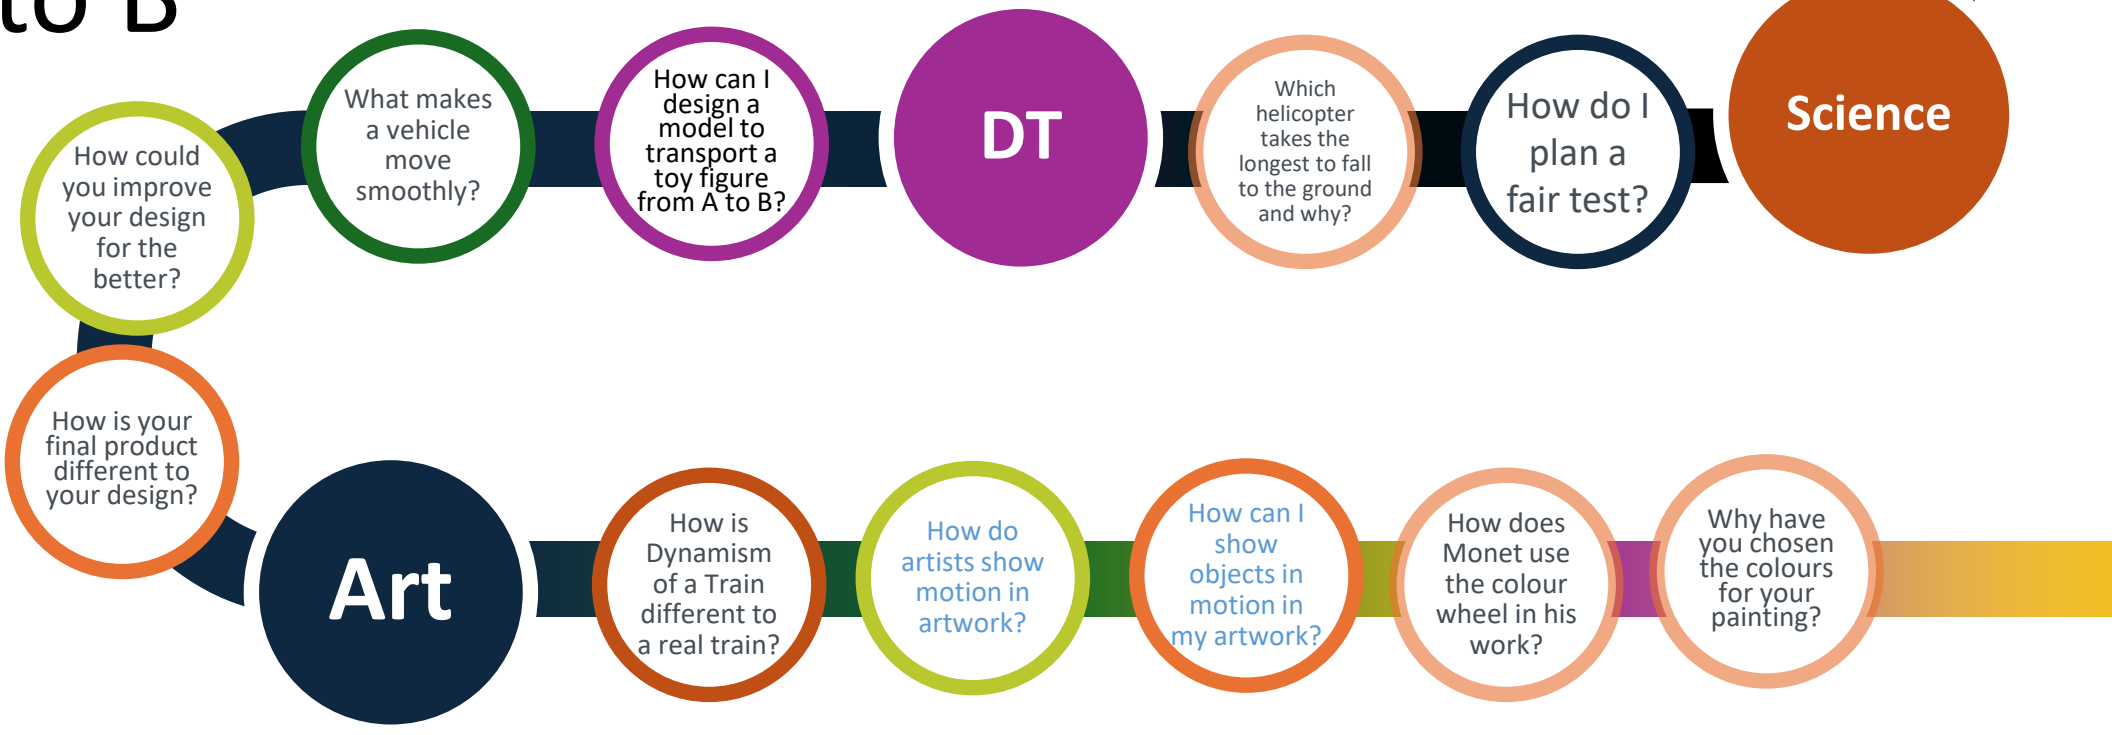 to B
What makes
a vehicle
move
smoothly?
How can I
design a
model to
transport a
toy figure
from A to B?
DT
Which
helicopter
takes the
longest to fall
to the ground
and why?
How do I
plan a
fair test?
Science
How could
you improve
your design
for the
better?
How is your
final product
different to
your design?
Art
How is
Dynamism
of a Train
different to
a real train?
How do
artists show
motion in
artwork?
How can I
show
objects in
motion in
my artwork?
How does
Monet use
the colour
wheel in his
work?
Why have
you chosen
the colours
for your
painting?